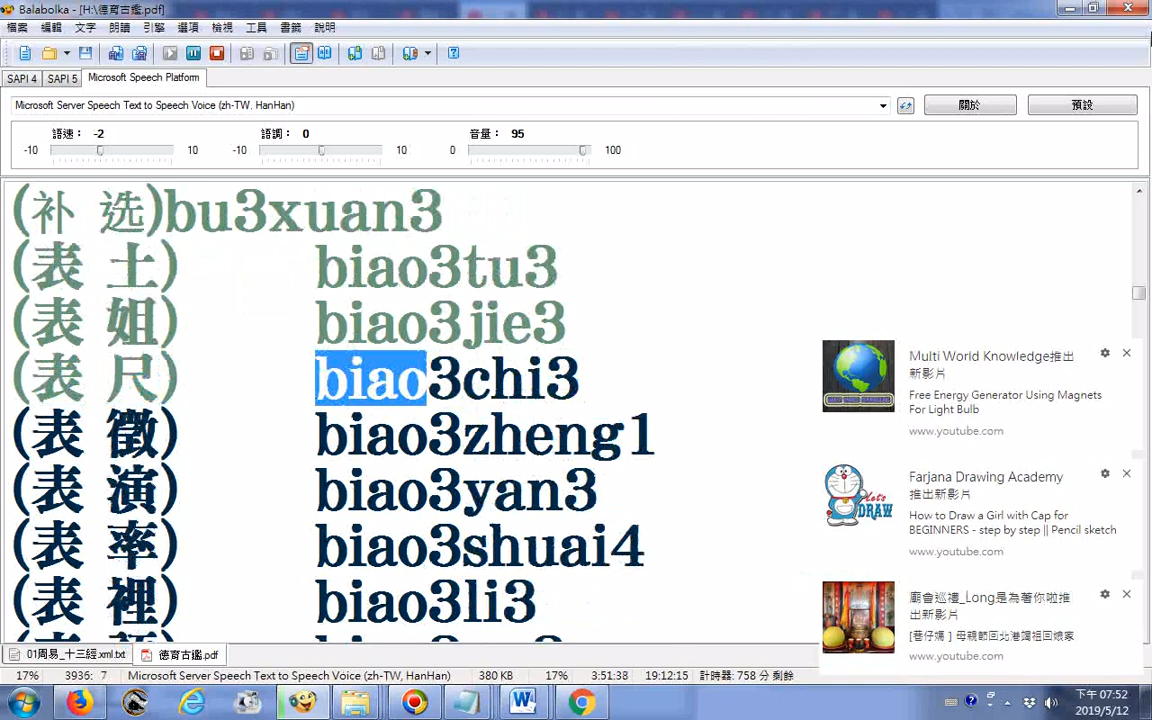 Balabolka - [H:\德育古鑑.pdf]
檔案 編輯 文字 朗讀 引擎 選項 檢視 工具 書籤 說明
SAPI 4 SAPI 5 Microsoft Speech Platform
Microsoft Server Speech Text to Speech Voice (zh-TW, HanHan) 關於 預設
語速： -2 語調： 0 音量： 95
-10 10 -10 10 0 100
(补 选)bu3xuan3
(表 土) biao3tu3
(表 姐) biao3jie3
(表 尺) biao3chi3
(表 徵) biao3zheng1
(表 演) biao3yan3
(表 率) biao3shuai4
(表 裡) biao3li3
Multi World Knowledge推出
新影片
Free Energy Generator Using Magnets
For Light Bulb
www.youtube.com
Farjana Drawing Academy
推出新影片
How to Draw a Girl with Cap for
BEGINNERS - step by step || Pencil sketch
www.youtube.com
Let's
DRAW
廟會巡禮_Long是為著你啦推
出新影片
[巷仔媽 ] 母親節回北港媽祖回娘家
www.youtube.com
01周易_十三經.xml.txt 德育古鑑.pdf
17% 3936: 7 Microsoft Server Speech Text to Speech Voice (zh-TW, HanHan) 380 KB 17% 3:51:38 19:12:15 計時器: 758 分 剩餘
下午 07:52
2019/5/12